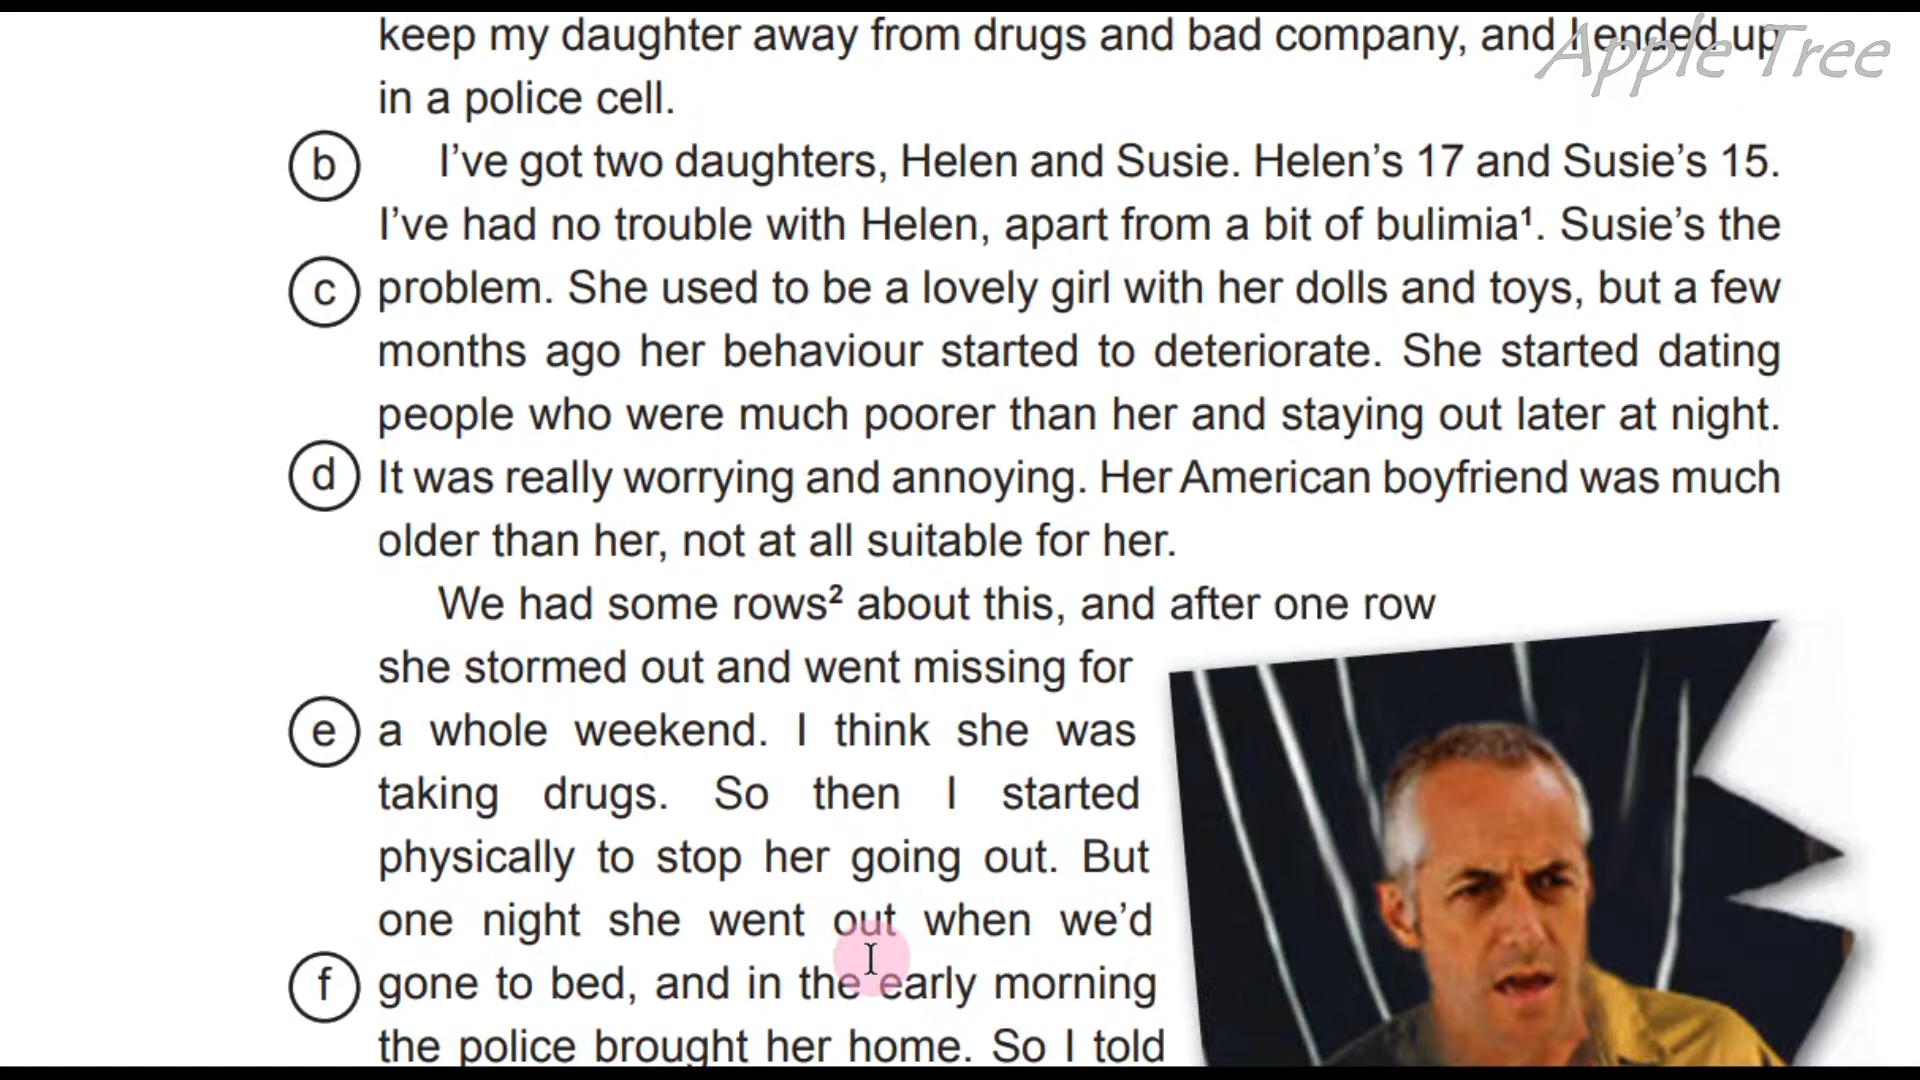 keep my daughter away from drugs and bad company, and I ended up
Apple Tree
in a police cell.
b I’ve got two daughters, Helen and Susie. Helen’s 17 and Susie’s 15.
I’ve had no trouble with Helen, apart from a bit of bulimia¹. Susie’s the
c problem. She used to be a lovely girl with her dolls and toys, but a few
months ago her behaviour started to deteriorate. She started dating
people who were much poorer than her and staying out later at night.
d It was really worrying and annoying. Her American boyfriend was much
older than her, not at all suitable for her.
We had some rows² about this, and after one row
she stormed out and went missing for
e a whole weekend. I think she was
taking drugs. So then I started
physically to stop her going out. But
one night she went out when we’d
f gone to bed, and in the early morning
the police brought her home. So I told